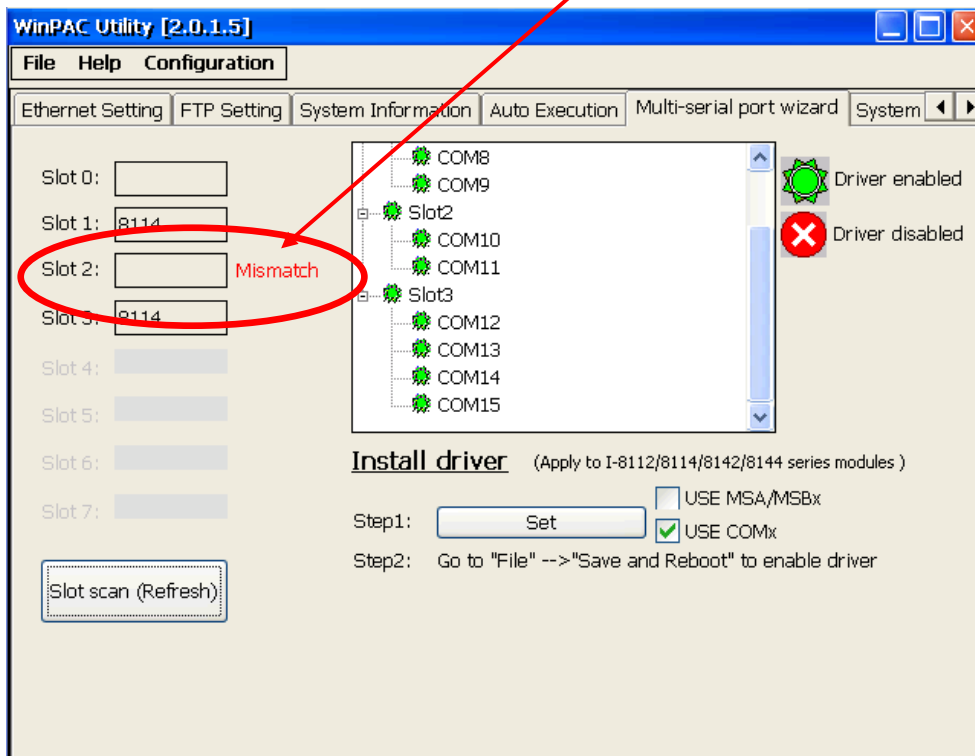 WinPAC Utility [2.0.1.5]
File Help Configuration
Ethernet Setting FTP Setting System Information Auto Execution Multi-serial port wizard System
Slot 0:
Slot 1: 8114
Slot 2: Mismatch
Slot 3: 8114
Slot 4:
Slot 5:
Slot 6:
Slot 7:
Slot scan (Refresh)
COM8
COM9
Slot2
COM10
COM11
Slot3
COM12
COM13
COM14
COM15
Driver enabled
Driver disabled
Install driver (Apply to I-8112/8114/8142/8144 series modules )
USE MSA/MSBx
Step1: Set
USE COMx
Step2: Go to "File" -->"Save and Reboot" to enable driver